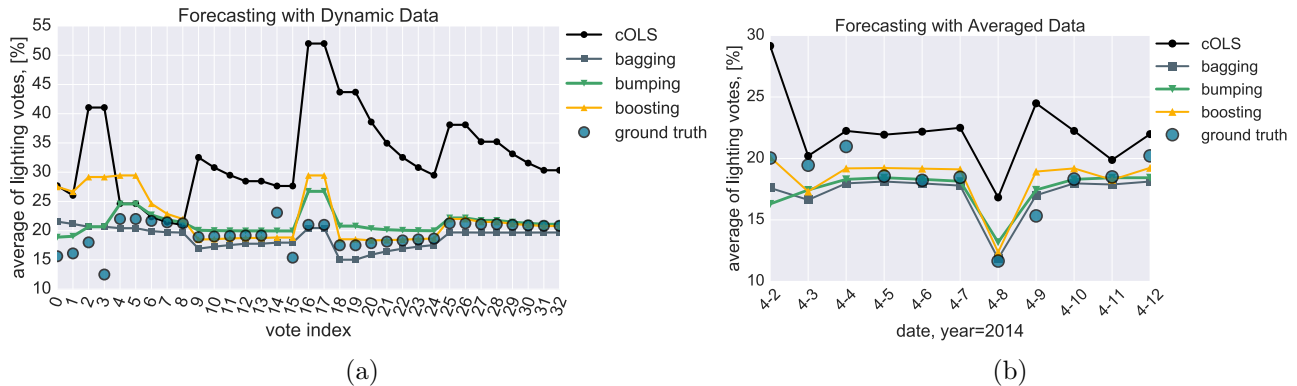 Forecasting with Dynamic Data
average of lighting votes, [%]
55
50
45
40
35
30
25
20
15
10
0 1 2 3 4 5 6 7 8 9 10 11 12 13 14 15 16 17 18 19 20 21 22 23 24 25 26 27 28 29 30 31 32
vote index
cOLS
bagging
bumping
boosting
ground truth
(a)
Forecasting with Averaged Data
average of lighting votes, [%]
30
25
20
15
10
4-2 4-3 4-4 4-5 4-6 4-7 4-8 4-9 4-10 4-11 4-12
date, year=2014
cOLS
bagging
bumping
boosting
ground truth
(b)